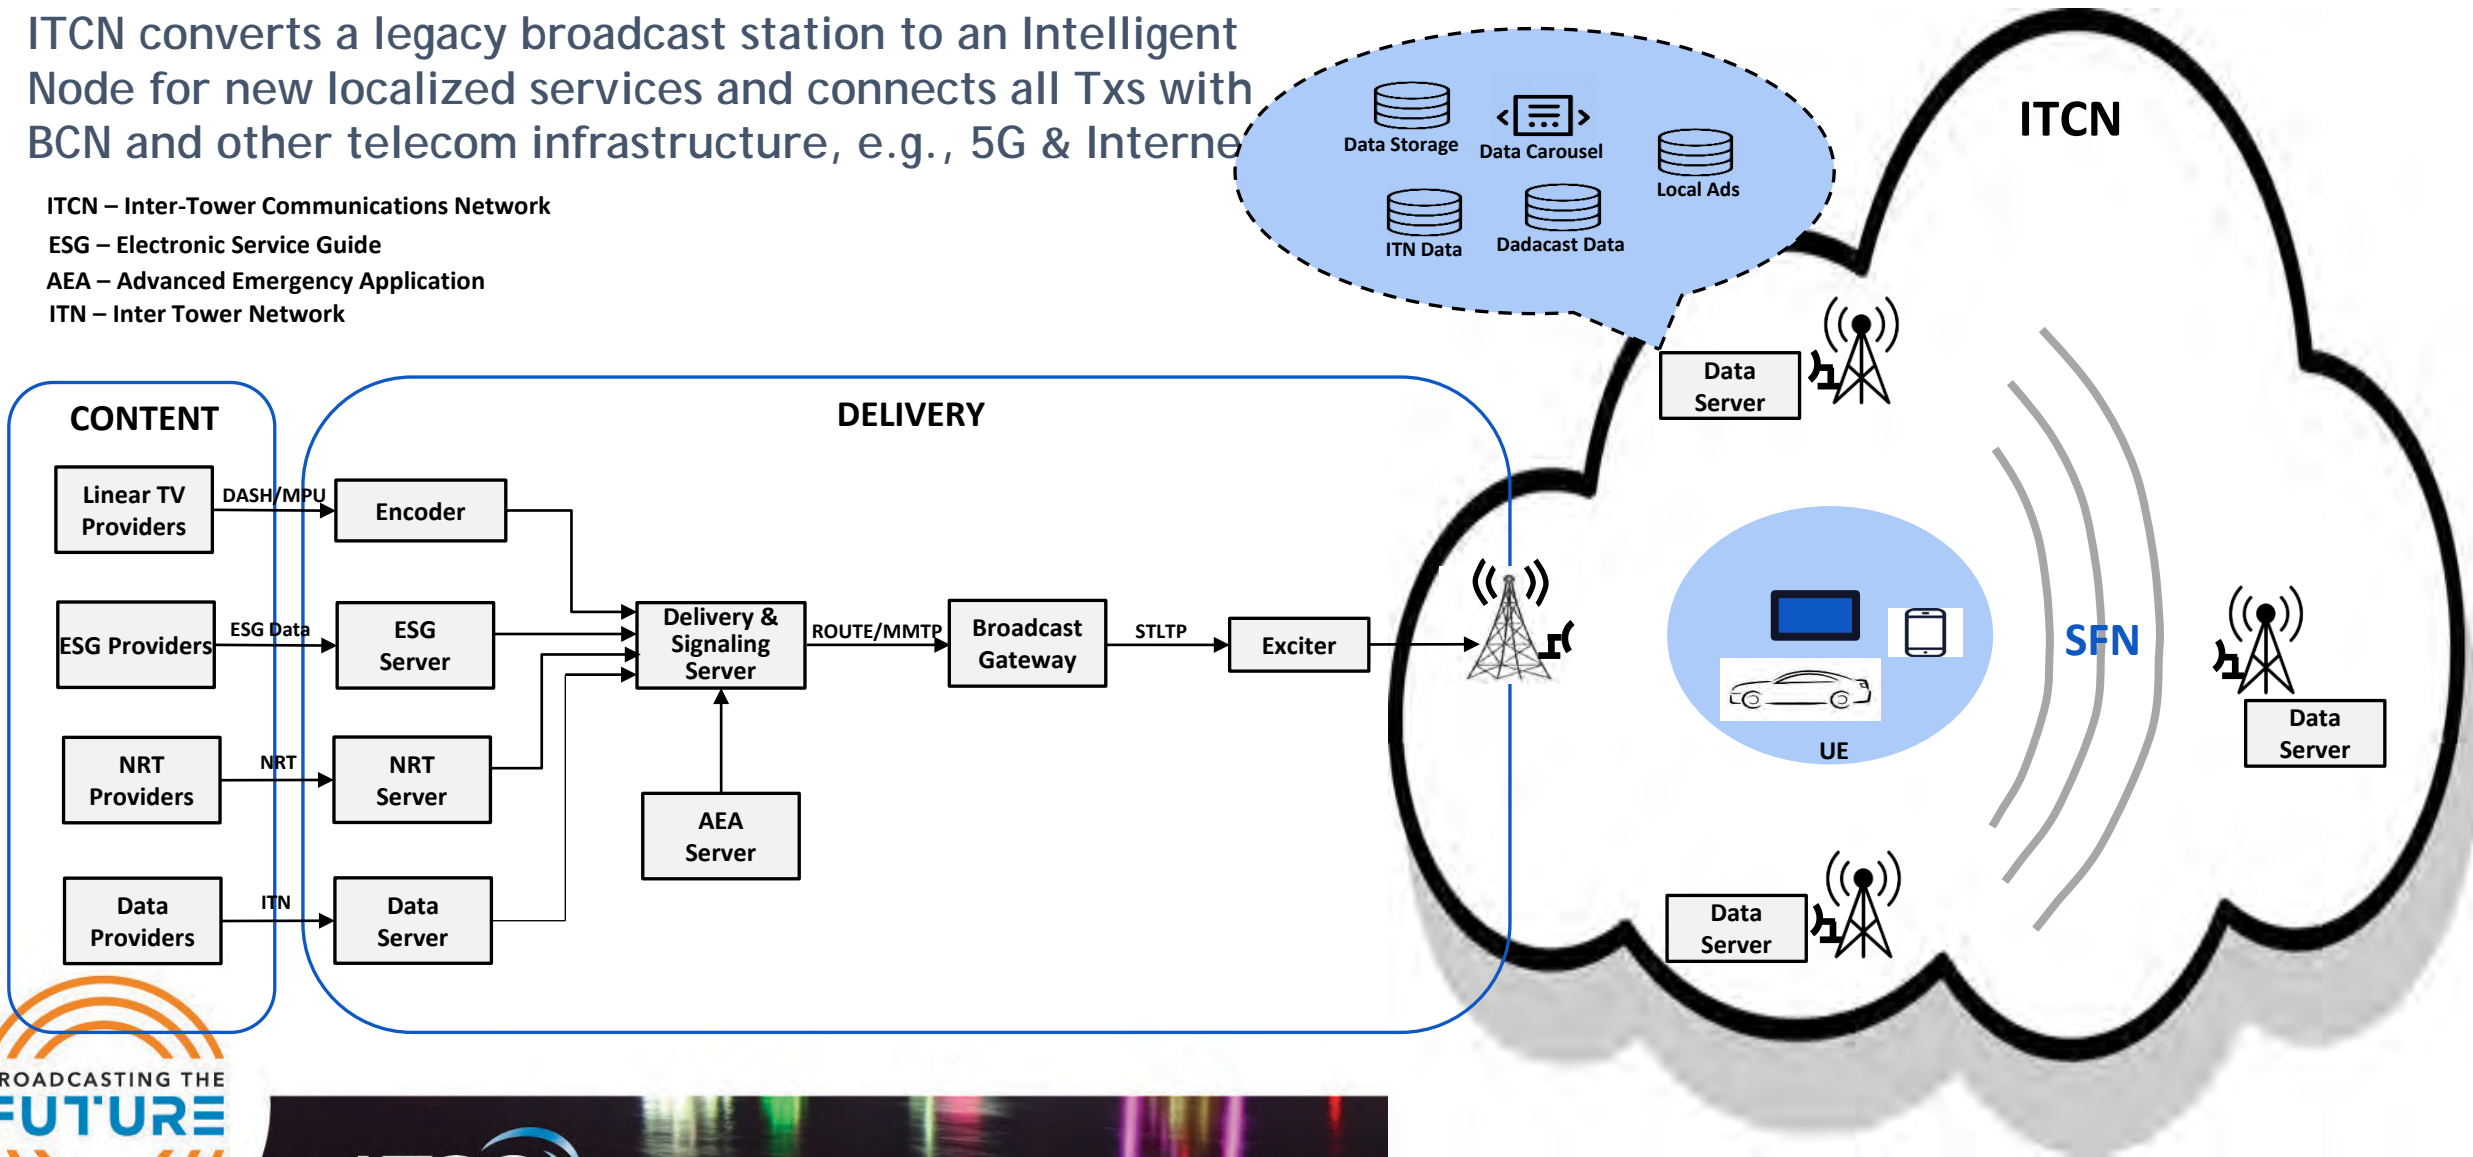 ITCN converts a legacy broadcast station to an Intelligent
Node for new localized services and connects all Txs with
BCN and other telecom infrastructure, e.g., 5G & Interne
ITCN – Inter-Tower Communications Network
ESG – Electronic Service Guide
AEA – Advanced Emergency Application
ITN – Inter Tower Network
Data Storage
Data Carousel
Local Ads
ITN Data
Dadacast Data
ITCN
Data
Server
CONTENT
DELIVERY
Linear TV
Providers
DASH/MPU
Encoder
ESG Providers
ESG Data
ESG
Server
Delivery &
Signaling
Server
ROUTE/MMTP
Broadcast
Gateway
STLTP
Exciter
NRT
Providers
NRT
NRT
Server
AEA
Server
Data
Providers
ITN
Data
Server
UE
SFN
Data
Server
Data
Server
ROADCASTING THE
FUTURE